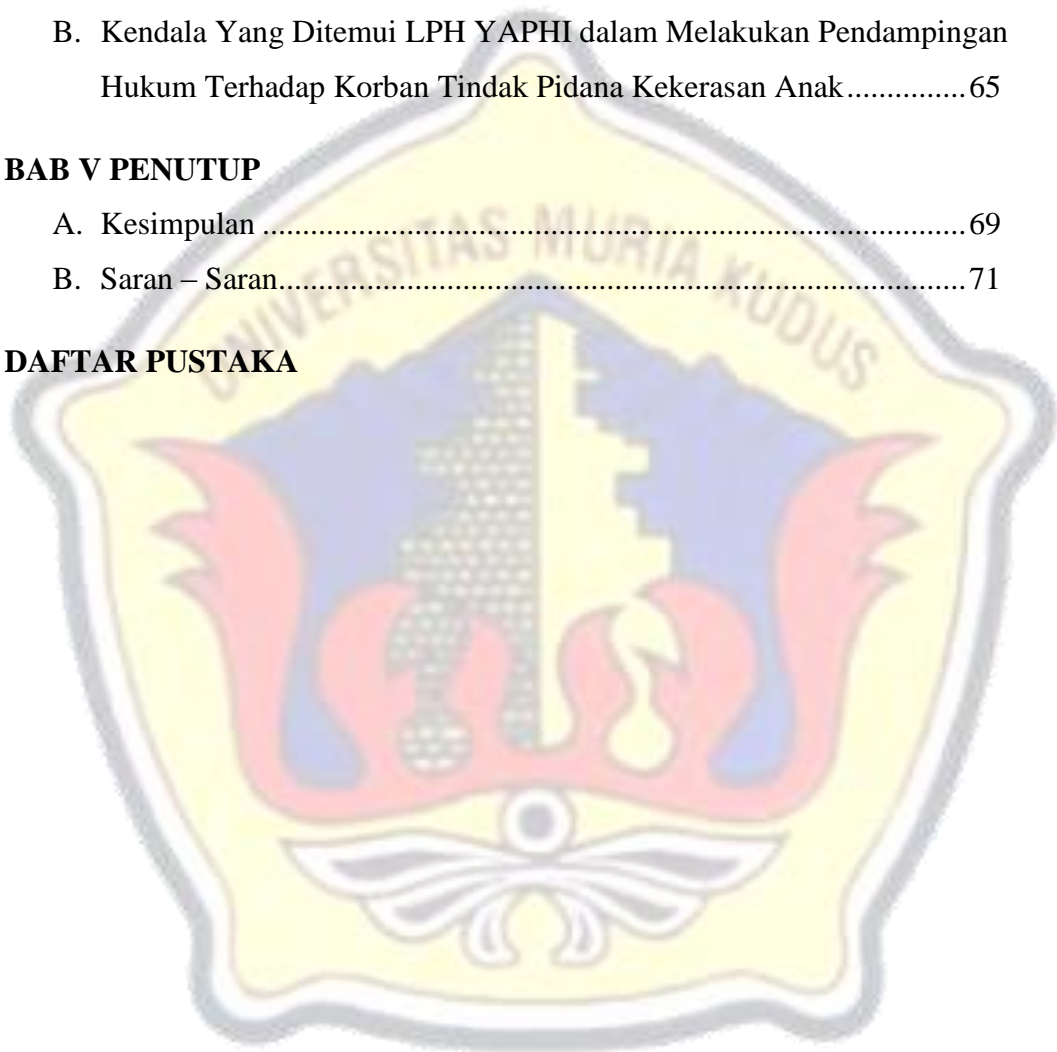 B. Kendala Yang Ditemui LPH YAPHI dalam Melakukan Pendampingan
Hukum Terhadap Korban Tindak Pidana Kekerasan Anak...............65
BAB V PENUTUP
A. Kesimpulan ..........................................................................................69
B. Saran – Saran.......................................................................................71
DAFTAR PUSTAKA
UNIVERSITAS MURIA KUDUS